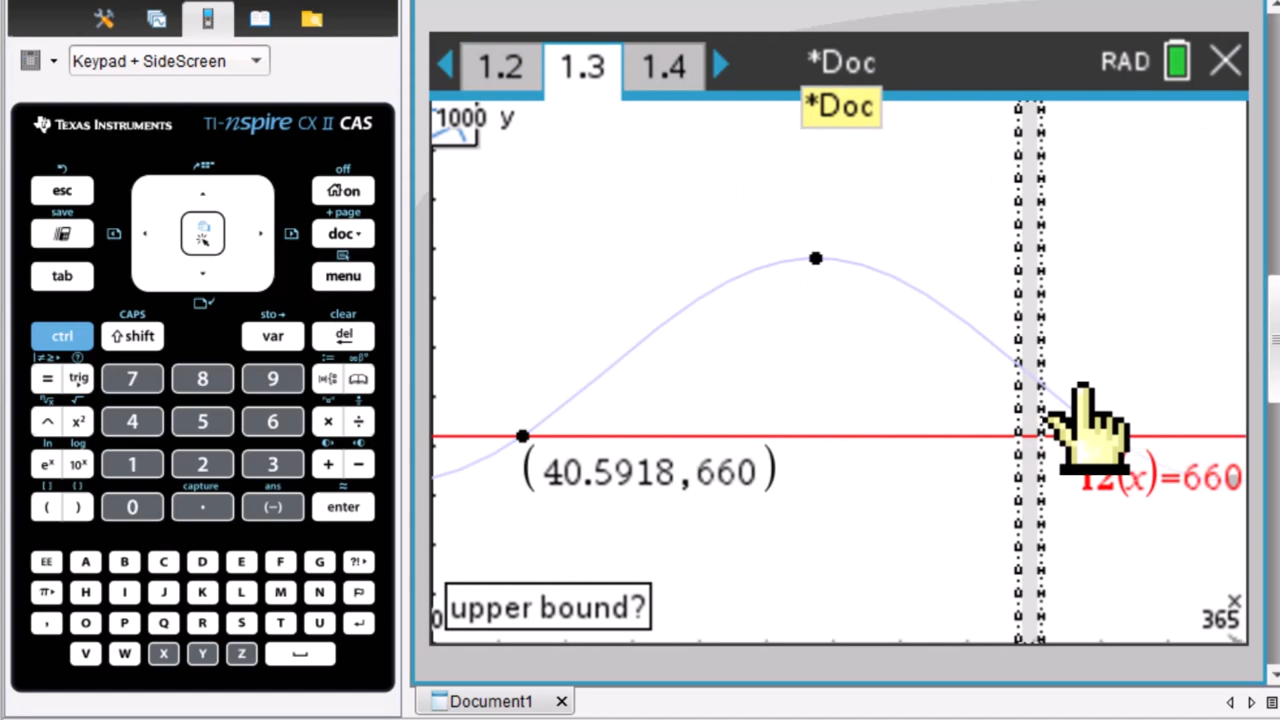 Keypad + SideScreen
TEXAS INSTRUMENTS TI-nspire CX II CAS
off
esc on
save + page
doc
tab menu
CAPS sto→ clear
ctrl shift var del
= trig 7 8 9
^ x² 4 5 6 × ÷
ln log
eˣ 10ˣ 1 2 3 + −
[ ] { } capture ans ≈
( ) 0 . (−) enter
EE A B C D E F G ?!
π H I J K L M N
, O P Q R S T U
V W X Y Z
1.2 1.3 1.4 *Doc RAD
*Doc
1000 y
(40.5918,660)
(x)=660
upper bound?
0
x
365
Document1